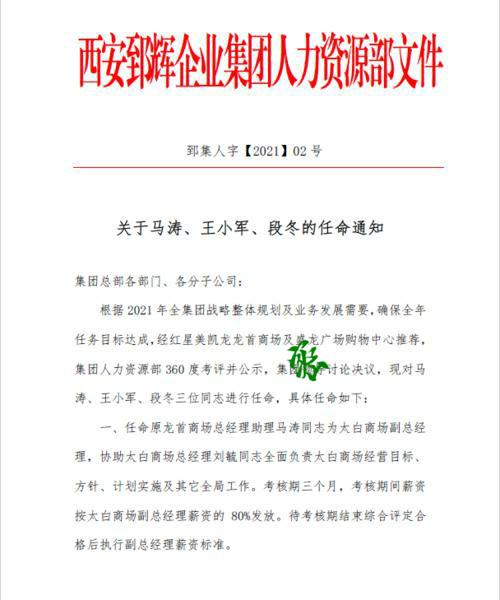 西安郅辉企业集团人力资源部文件
郅集人字【2021】02 号
关于马涛、王小军、段冬的任命通知
集团总部各部门、各分子公司：
根据 2021 年全集团战略整体规划及业务发展需要，确保全年
任务目标达成，经红星美凯龙龙首商场及盛龙广场购物中心推荐，
集团人力资源部 360 度考评并公示，集团 讨论决议，现对马
涛、王小军、段冬三位同志进行任命，具体任命如下：
一、任命原龙首商场总经理助理马涛同志为太白商场副总经
理，协助太白商场总经理刘毓同志全面负责太白商场经营目标、
方针、计划实施及其它全局工作。考核期三个月，考核期间薪资
按太白商场副总经理薪资的 80%发放。待考核期结束综合评定合
格后执行副总经理薪资标准。